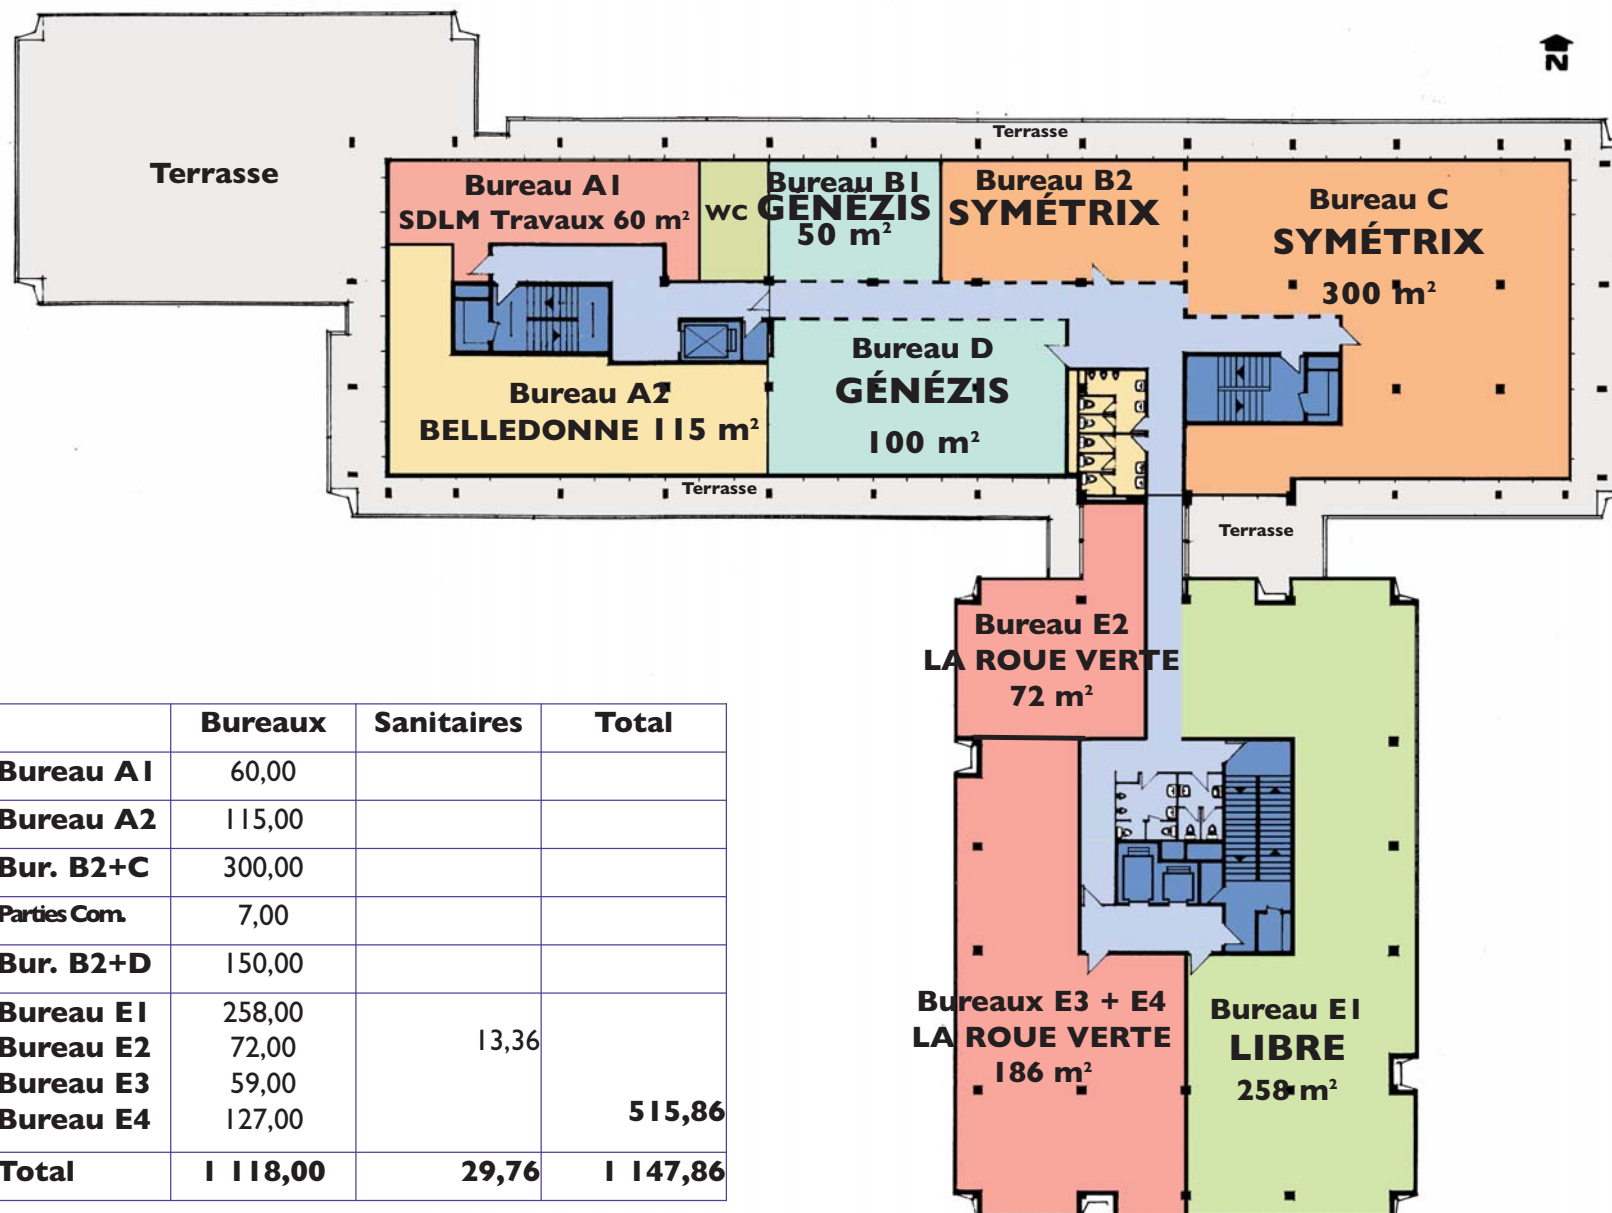 N
Terrasse
Terrasse
Bureau A1
SDLM Travaux 60 m²
WC
Bureau B1
GÉNÉZIS
50 m²
Bureau B2
SYMÉTRIX
Bureau C
SYMÉTRIX
300 m²
Bureau A2
BELLEDONNE 115 m²
Bureau D
GÉNÉZIS
100 m²
Terrasse
Terrasse
Bureau E2
LA ROUE VERTE
72 m²
Bureaux E3 + E4
LA ROUE VERTE
186 m²
Bureau E1
LIBRE
258 m²
Bureaux Sanitaires Total
Bureau A1 60,00
Bureau A2 115,00
Bur. B2+C 300,00
Parties Com. 7,00
Bur. B2+D 150,00
Bureau E1 258,00
Bureau E2 72,00 13,36
Bureau E3 59,00
Bureau E4 127,00 515,86
Total 1 118,00 29,76 1 147,86